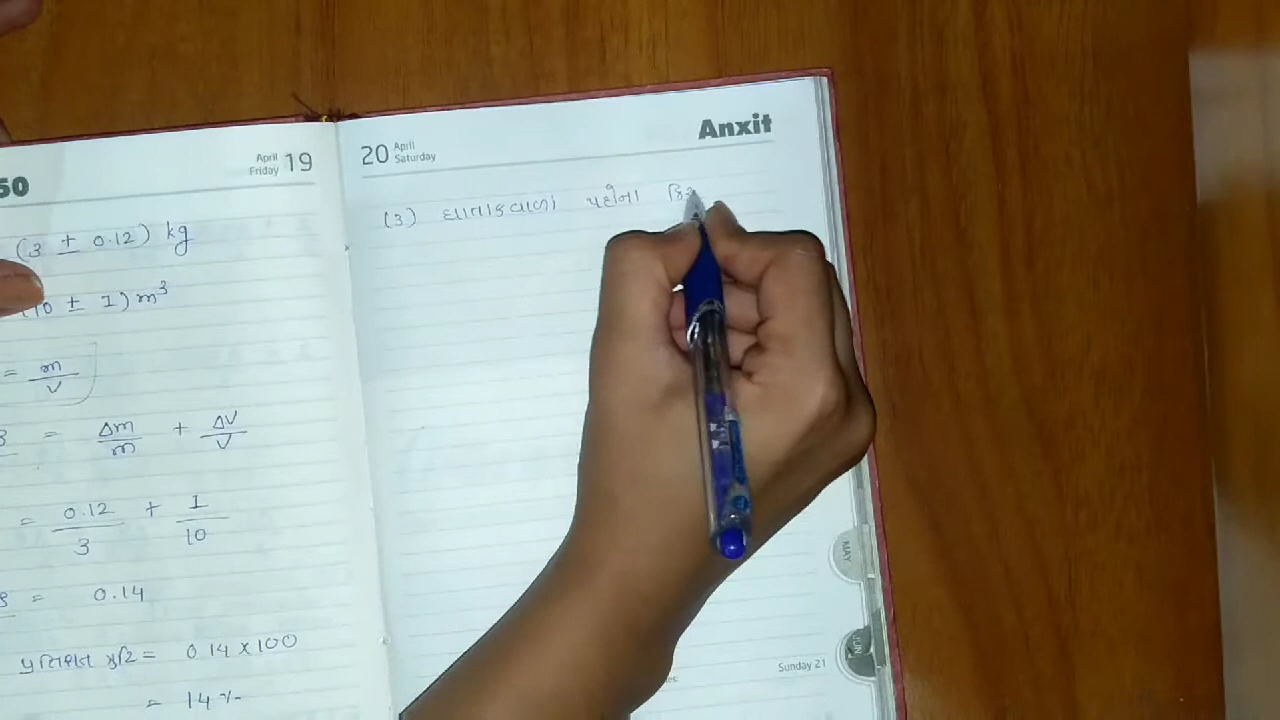 50
April
Friday 19
(3 ± 0.12) kg
10 ± 1) m³
= m/V
= Δm/m + ΔV/V
= 0.12/3 + 1/10
= 0.14
પ્રતિશત ત્રુટિ = 0.14 × 100
= 14 %
20 April
Saturday
Anxit
(3) ઘાતાંકવાળા પદોના
MAY
JUN
Sunday 21